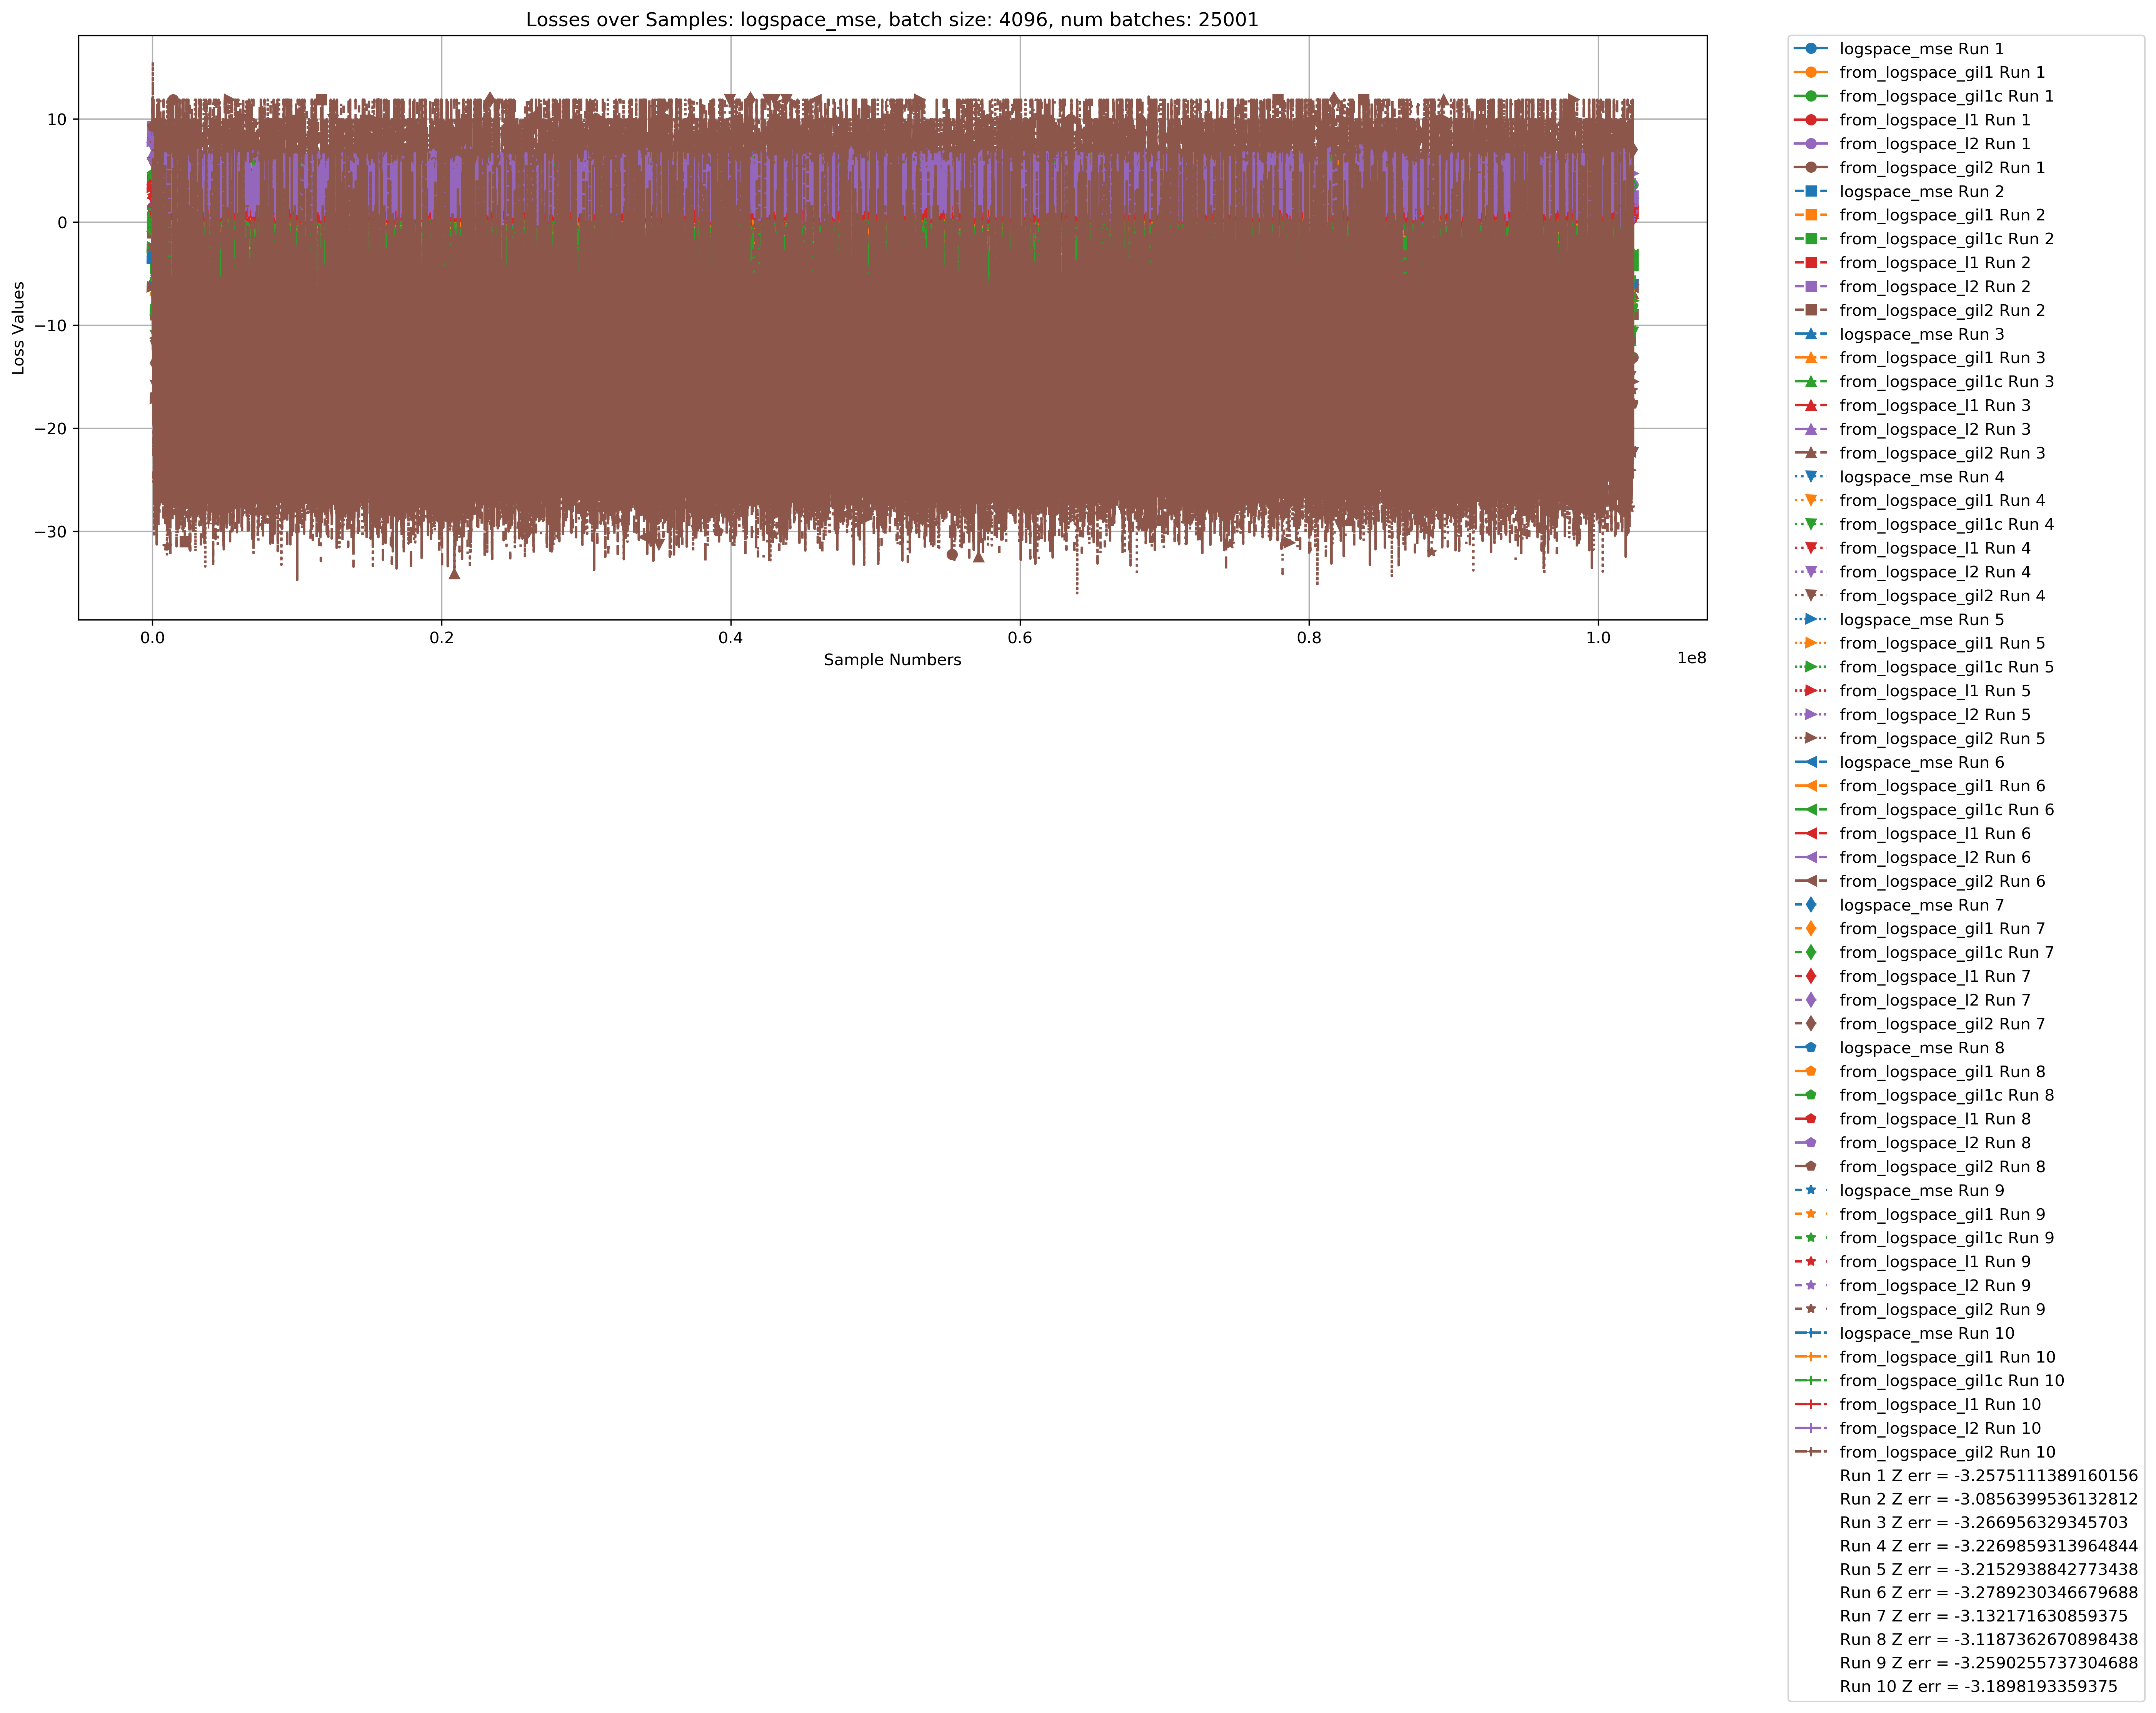 Losses over Samples: logspace_mse, batch size: 4096, num batches: 25001
Loss Values
10
0
−10
−20
−30
0.0
0.2
0.4
0.6
0.8
1.0
1e8
Sample Numbers
logspace_mse Run 1
from_logspace_gil1 Run 1
from_logspace_gil1c Run 1
from_logspace_l1 Run 1
from_logspace_l2 Run 1
from_logspace_gil2 Run 1
logspace_mse Run 2
from_logspace_gil1 Run 2
from_logspace_gil1c Run 2
from_logspace_l1 Run 2
from_logspace_l2 Run 2
from_logspace_gil2 Run 2
logspace_mse Run 3
from_logspace_gil1 Run 3
from_logspace_gil1c Run 3
from_logspace_l1 Run 3
from_logspace_l2 Run 3
from_logspace_gil2 Run 3
logspace_mse Run 4
from_logspace_gil1 Run 4
from_logspace_gil1c Run 4
from_logspace_l1 Run 4
from_logspace_l2 Run 4
from_logspace_gil2 Run 4
logspace_mse Run 5
from_logspace_gil1 Run 5
from_logspace_gil1c Run 5
from_logspace_l1 Run 5
from_logspace_l2 Run 5
from_logspace_gil2 Run 5
logspace_mse Run 6
from_logspace_gil1 Run 6
from_logspace_gil1c Run 6
from_logspace_l1 Run 6
from_logspace_l2 Run 6
from_logspace_gil2 Run 6
logspace_mse Run 7
from_logspace_gil1 Run 7
from_logspace_gil1c Run 7
from_logspace_l1 Run 7
from_logspace_l2 Run 7
from_logspace_gil2 Run 7
logspace_mse Run 8
from_logspace_gil1 Run 8
from_logspace_gil1c Run 8
from_logspace_l1 Run 8
from_logspace_l2 Run 8
from_logspace_gil2 Run 8
logspace_mse Run 9
from_logspace_gil1 Run 9
from_logspace_gil1c Run 9
from_logspace_l1 Run 9
from_logspace_l2 Run 9
from_logspace_gil2 Run 9
logspace_mse Run 10
from_logspace_gil1 Run 10
from_logspace_gil1c Run 10
from_logspace_l1 Run 10
from_logspace_l2 Run 10
from_logspace_gil2 Run 10
Run 1 Z err = -3.2575111389160156
Run 2 Z err = -3.0856399536132812
Run 3 Z err = -3.266956329345703
Run 4 Z err = -3.2269859313964844
Run 5 Z err = -3.2152938842773438
Run 6 Z err = -3.2789230346679688
Run 7 Z err = -3.132171630859375
Run 8 Z err = -3.1187362670898438
Run 9 Z err = -3.2590255737304688
Run 10 Z err = -3.1898193359375